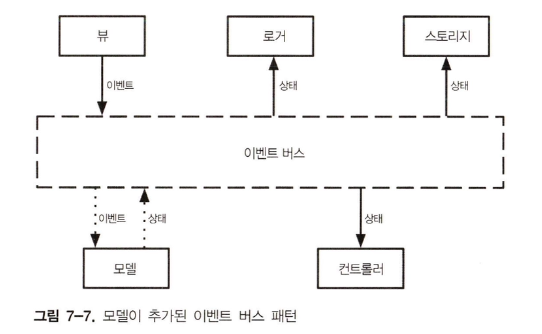 뷰
로거
스토리지
이벤트
상태
상태
이벤트 버스
이벤트
상태
상태
모델
컨트롤러
그림 7-7. 모델이 추가된 이벤트 버스 패턴